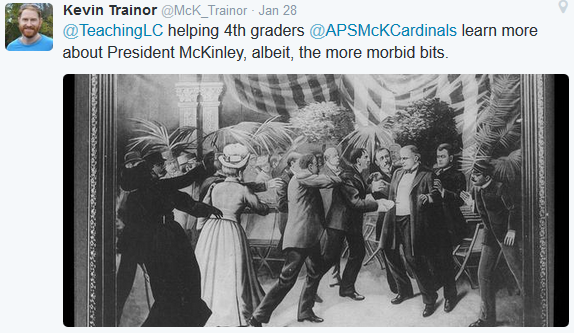 Kevin Trainor @McK_Trainor · Jan 28
@TeachingLC helping 4th graders @APSMcKCardinals learn more
about President McKinley, albeit, the more morbid bits.